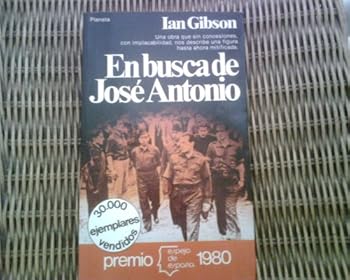 Planeta
Ian Gibson
Una obra que sin concesiones,
con implacabilidad, nos describe una figura
hasta ahora mitificada.
En busca de
José Antonio
30.000
ejemplares
vendidos
premio espejo de españa 1980